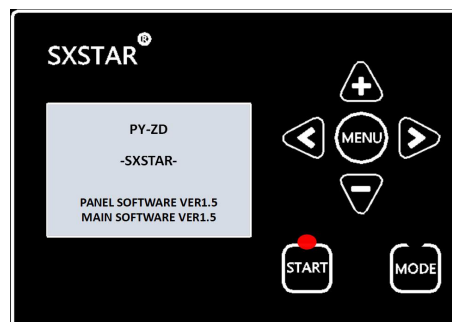 SXSTAR®
PY-ZD
-SXSTAR-
PANEL SOFTWARE VER1.5
MAIN SOFTWARE VER1.5
+
< MENU >
-
START MODE